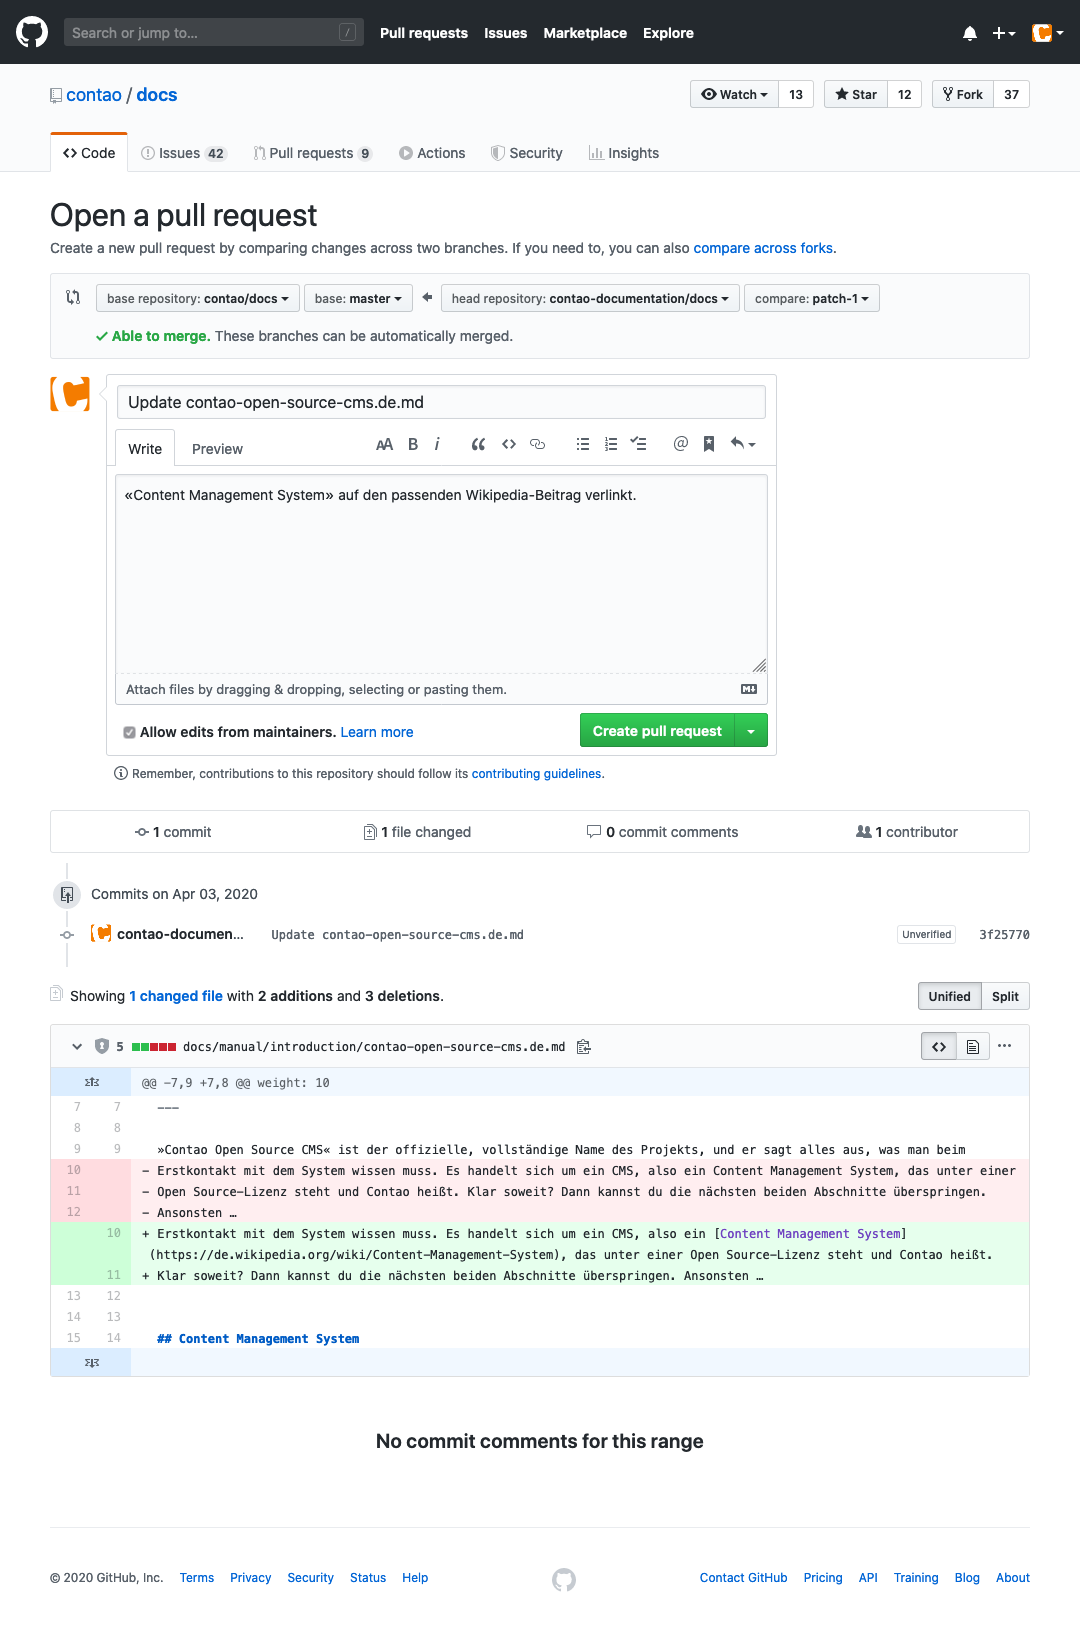 Search or jump to... /
Pull requests Issues Marketplace Explore
contao / docs
Watch 13 Star 12 Fork 37
Code Issues 42 Pull requests 9 Actions Security Insights
Open a pull request
Create a new pull request by comparing changes across two branches. If you need to, you can also compare across forks.
base repository: contao/docs base: master head repository: contao-documentation/docs compare: patch-1
Able to merge. These branches can be automatically merged.
Update contao-open-source-cms.de.md
Write Preview AA B i
«Content Management System» auf den passenden Wikipedia-Beitrag verlinkt.
Attach files by dragging & dropping, selecting or pasting them.
Allow edits from maintainers. Learn more Create pull request
Remember, contributions to this repository should follow its contributing guidelines.
1 commit 1 file changed 0 commit comments 1 contributor
Commits on Apr 03, 2020
contao-documen... Update contao-open-source-cms.de.md Unverified 3f25770
Showing 1 changed file with 2 additions and 3 deletions. Unified Split
5 docs/manual/introduction/contao-open-source-cms.de.md
@@ -7,9 +7,8 @@ weight: 10
7 7 ---
8 8
9 9 »Contao Open Source CMS« ist der offizielle, vollständige Name des Projekts, und er sagt alles aus, was man beim
10 - Erstkontakt mit dem System wissen muss. Es handelt sich um ein CMS, also ein Content Management System, das unter einer
11 - Open Source-Lizenz steht und Contao heißt. Klar soweit? Dann kannst du die nächsten beiden Abschnitte überspringen.
12 - Ansonsten …
10 + Erstkontakt mit dem System wissen muss. Es handelt sich um ein CMS, also ein [Content Management System]
(https://de.wikipedia.org/wiki/Content-Management-System), das unter einer Open Source-Lizenz steht und Contao heißt.
11 + Klar soweit? Dann kannst du die nächsten beiden Abschnitte überspringen. Ansonsten …
13 12
14 13
15 14 ## Content Management System
No commit comments for this range
© 2020 GitHub, Inc. Terms Privacy Security Status Help Contact GitHub Pricing API Training Blog About